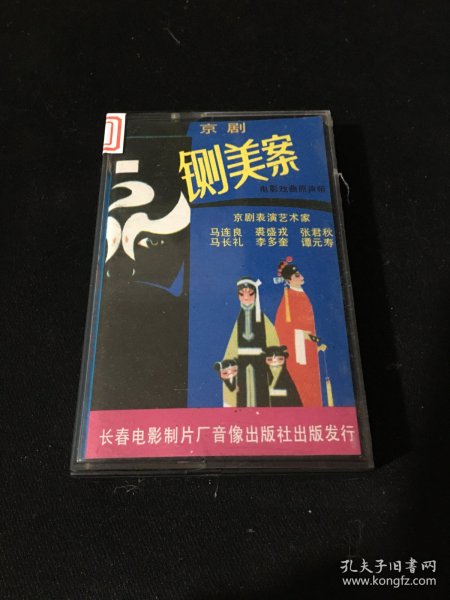 京剧
铡美案
电影戏曲原声带
京剧表演艺术家
马连良 裘盛戎 张君秋
马长礼 李多奎 谭元寿
长春电影制片厂音像出版社出版发行
孔夫子旧书网
www.kongfz.com